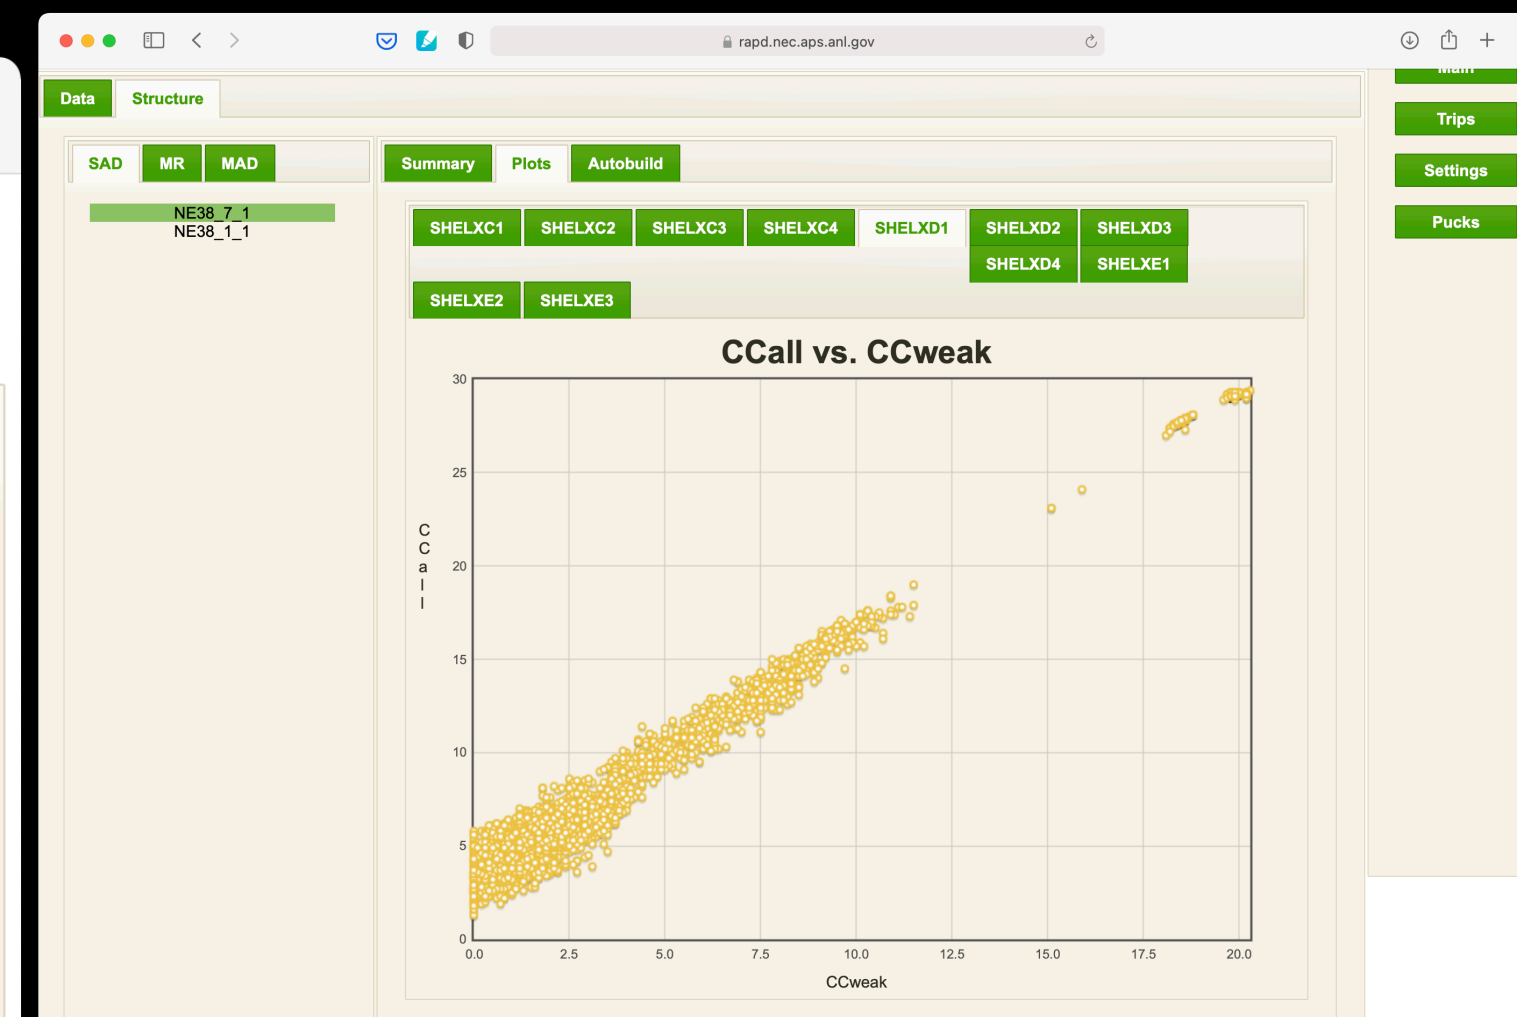 rapd.nec.aps.anl.gov
Main
Data Structure
Trips
SAD MR MAD
Summary Plots Autobuild
Settings
NE38_7_1
NE38_1_1
Pucks
SHELXC1 SHELXC2 SHELXC3 SHELXC4 SHELXD1 SHELXD2 SHELXD3
SHELXD4 SHELXE1
SHELXE2 SHELXE3
CCall vs. CCweak
30
25
20
15
10
5
0
CCall
0.0 2.5 5.0 7.5 10.0 12.5 15.0 17.5 20.0
CCweak